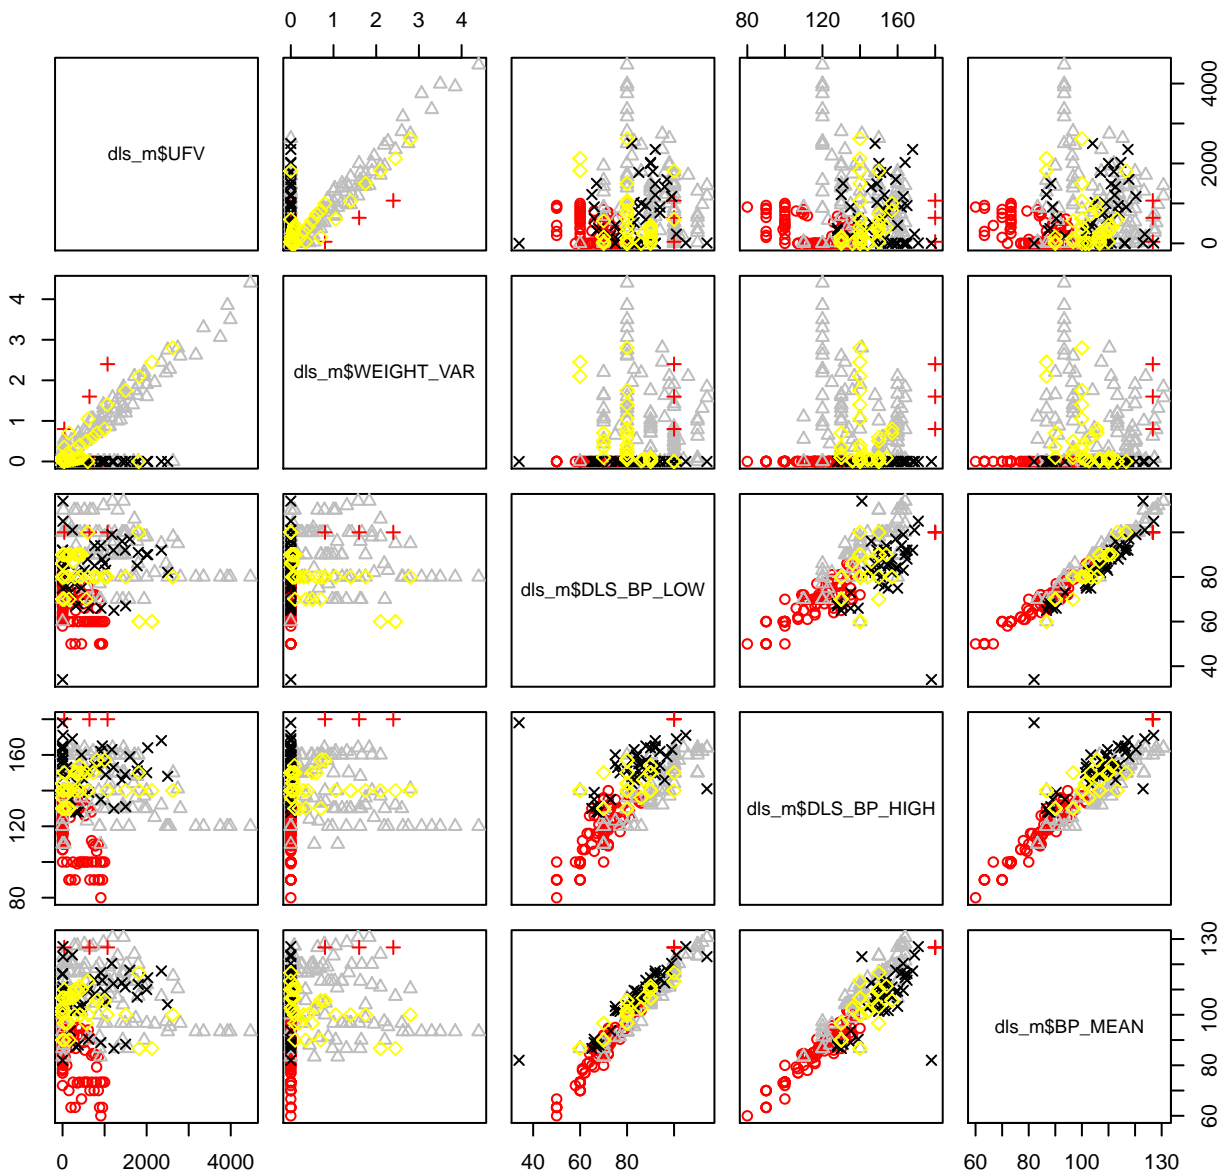 0 1 2 3 4
80 120 160
dls_m$UFV
0 2000 4000
0 1 2 3 4
dls_m$WEIGHT_VAR
dls_m$DLS_BP_LOW
40 60 80
80 120 160
dls_m$DLS_BP_HIGH
dls_m$BP_MEAN
60 80 100 130
0 2000 4000
40 60 80
60 80 100 130